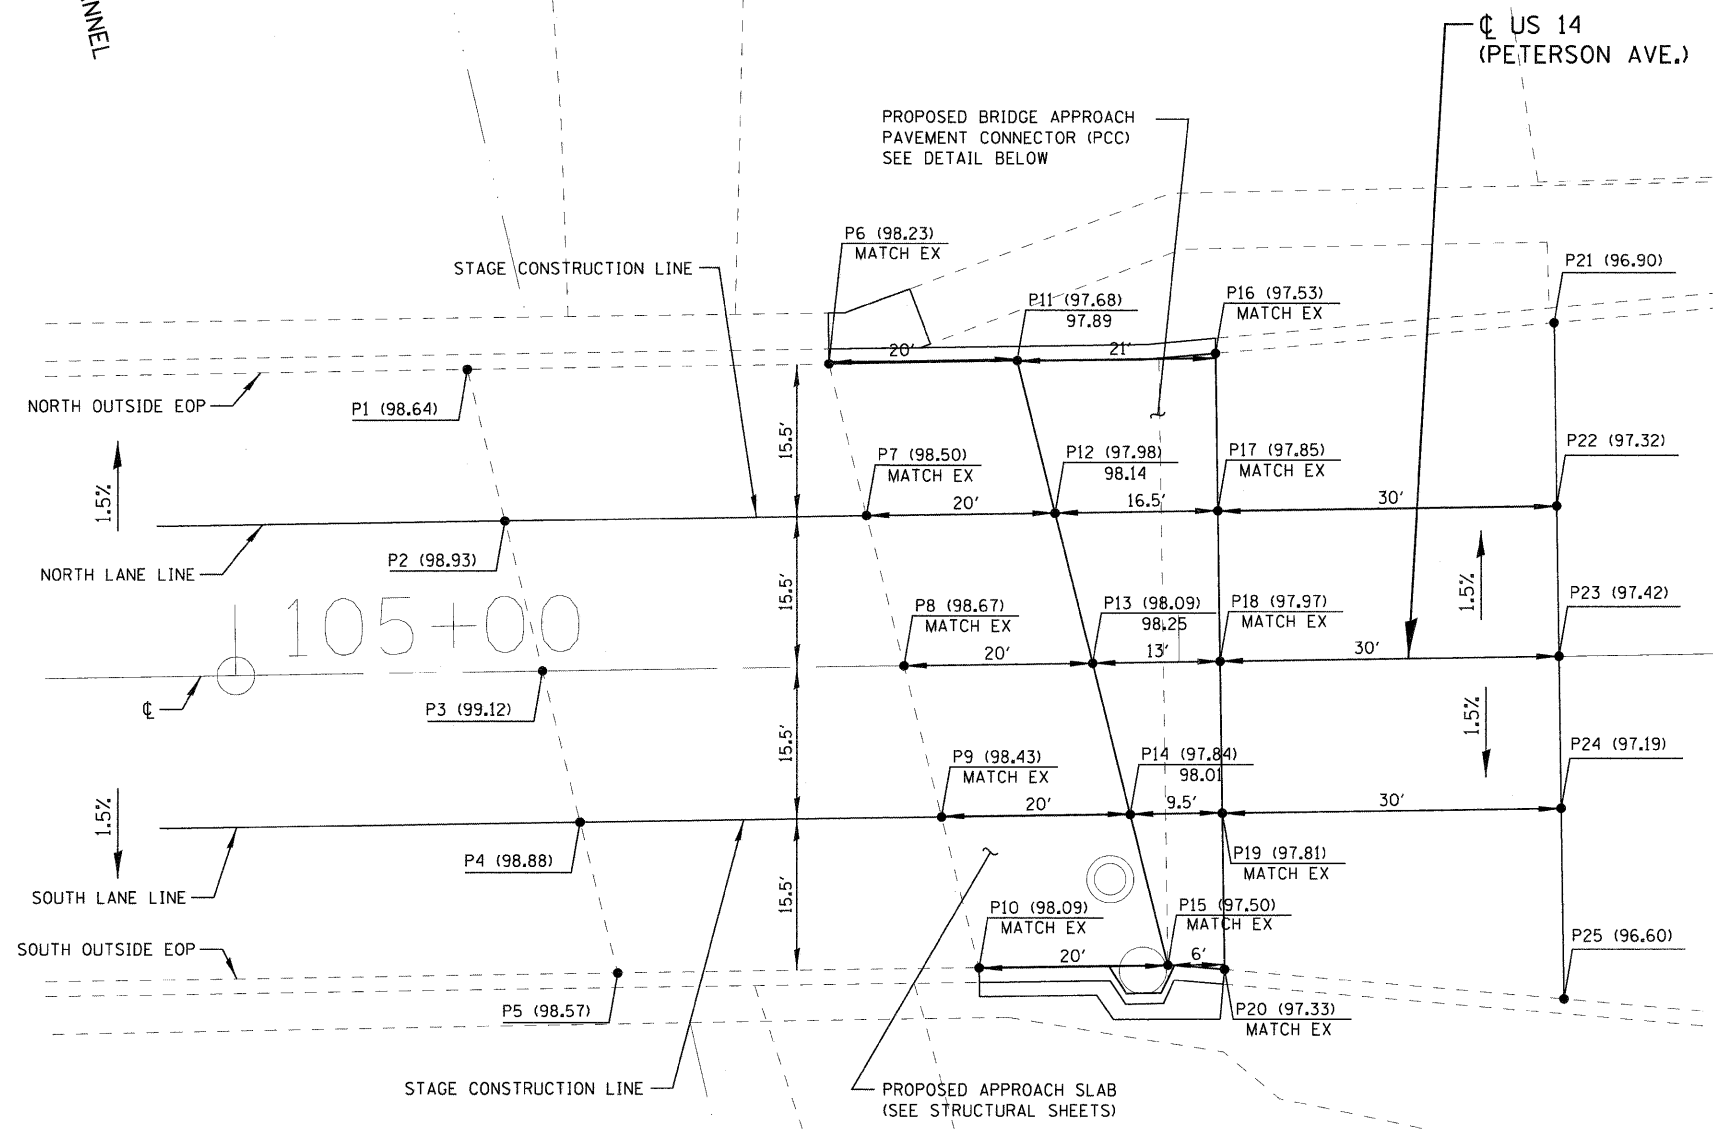 NNEL
℄ US 14
(PETERSON AVE.)
PROPOSED BRIDGE APPROACH
PAVEMENT CONNECTOR (PCC)
SEE DETAIL BELOW
P6 (98.23)
MATCH EX
STAGE CONSTRUCTION LINE
P21 (96.90)
P11 (97.68)
97.89
P16 (97.53)
MATCH EX
20'
21'
NORTH OUTSIDE EOP
P1 (98.64)
15.5'
P7 (98.50)
MATCH EX
P12 (97.98)
98.14
P17 (97.85)
MATCH EX
P22 (97.32)
1.5%
20'
16.5'
30'
P2 (98.93)
NORTH LANE LINE
15.5'
1.5%
P23 (97.42)
105+00
P8 (98.67)
MATCH EX
P13 (98.09)
98.25
P18 (97.97)
MATCH EX
20'
13'
30'
℄
P3 (99.12)
15.5'
1.5%
P9 (98.43)
MATCH EX
P14 (97.84)
98.01
P24 (97.19)
1.5%
20'
9.5'
30'
P4 (98.88)
P19 (97.81)
MATCH EX
SOUTH LANE LINE
15.5'
P10 (98.09)
MATCH EX
P15 (97.50)
MATCH EX
P25 (96.60)
SOUTH OUTSIDE EOP
20'
6'
P5 (98.57)
P20 (97.33)
MATCH EX
STAGE CONSTRUCTION LINE
PROPOSED APPROACH SLAB
(SEE STRUCTURAL SHEETS)